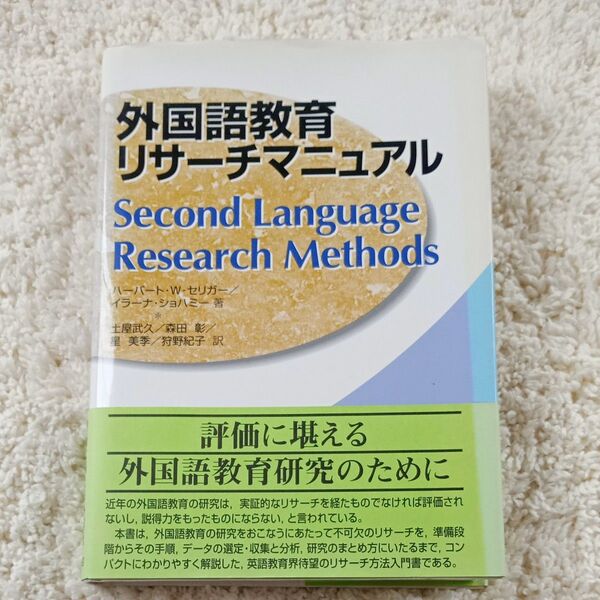 外国語教育
リサーチマニュアル
Second Language
Research Methods
ハーバート・W・セリガー／
イラーナ・ショハミー 著
*
土屋武久／森田 彰／
星 美季／狩野紀子 訳
評価に堪える
外国語教育研究のために
近年の外国語教育の研究は，実証的なリサーチを経たものでなければ評価され
ないし，説得力をもったものにならない，と言われている。
本書は，外国語教育の研究をおこなうにあたって不可欠のリサーチを，準備段
階からその手順，データの選定・収集と分析，研究のまとめ方にいたるまで，コン
パクトにわかりやすく解説した，英語教育界待望のリサーチ方法入門書である。